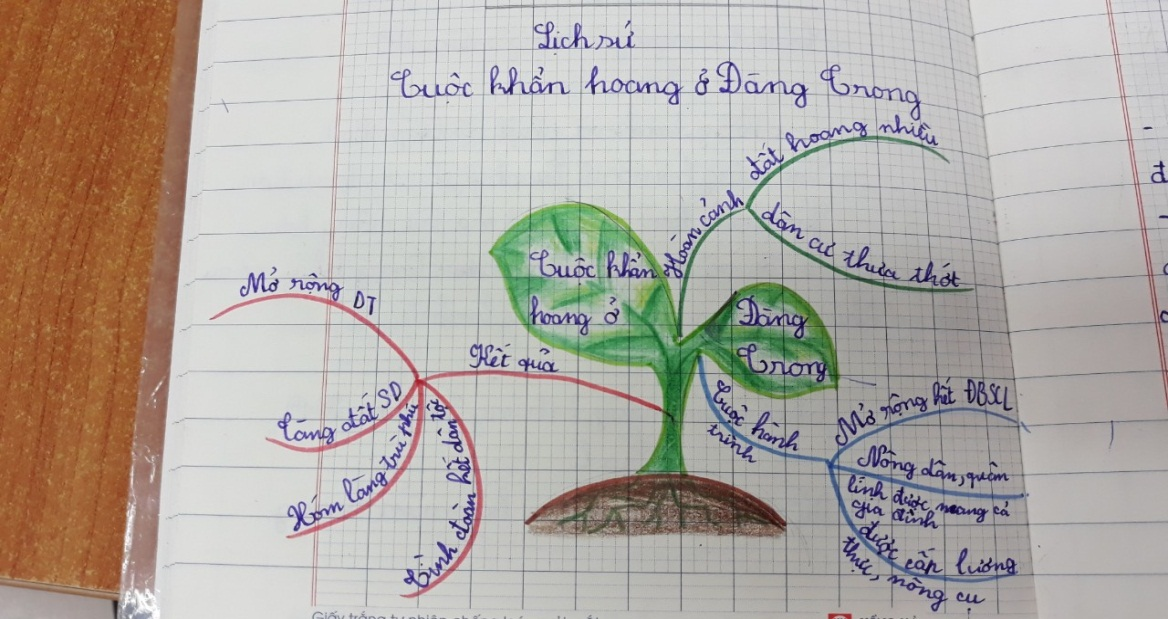 Lịch sử
Cuộc khẩn hoang ở Đàng Trong
Cuộc khẩn
hoang ở
Đàng
Trong
Hoàn cảnh
đất hoang nhiều
dân cư thưa thớt
Cuộc hành
trình
Mở rộng hết ĐBSCL
Nông dân, quân
lính được mang cả
gia đình
được cấp lương
thực, nông cụ
Kết quả
Mở rộng DT
Tăng đất SD
Xóm làng trù phú
Tình đoàn kết dân tộc